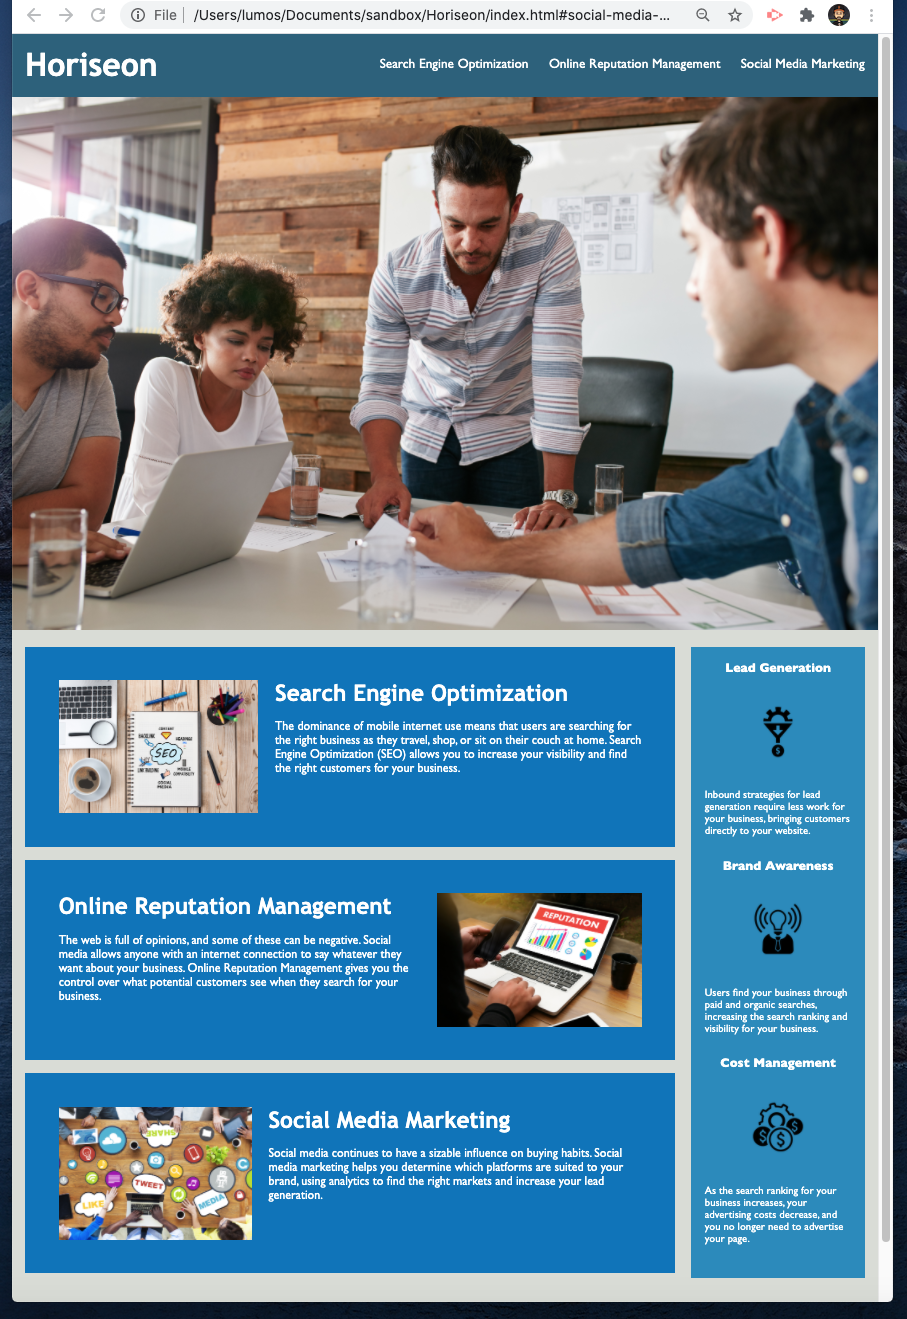 File | /Users/lumos/Documents/sandbox/Horiseon/index.html#social-media-...
Horiseon
Search Engine Optimization Online Reputation Management Social Media Marketing
SEO
Search Engine Optimization
The dominance of mobile internet use means that users are searching for
the right business as they travel, shop, or sit on their couch at home. Search
Engine Optimization (SEO) allows you to increase your visibility and find
the right customers for your business.
Online Reputation Management
The web is full of opinions, and some of these can be negative. Social
media allows anyone with an internet connection to say whatever they
want about your business. Online Reputation Management gives you the
control over what potential customers see when they search for your
business.
REPUTATION
SHARE
TWEET
LIKE
MEDIA
Social Media Marketing
Social media continues to have a sizable influence on buying habits. Social
media marketing helps you determine which platforms are suited to your
brand, using analytics to find the right markets and increase your lead
generation.
Lead Generation
$
Inbound strategies for lead
generation require less work for
your business, bringing customers
directly to your website.
Brand Awareness
Users find your business through
paid and organic searches,
increasing the search ranking and
visibility for your business.
Cost Management
$ $ $
As the search ranking for your
business increases, your
advertising costs decrease, and
you no longer need to advertise
your page.